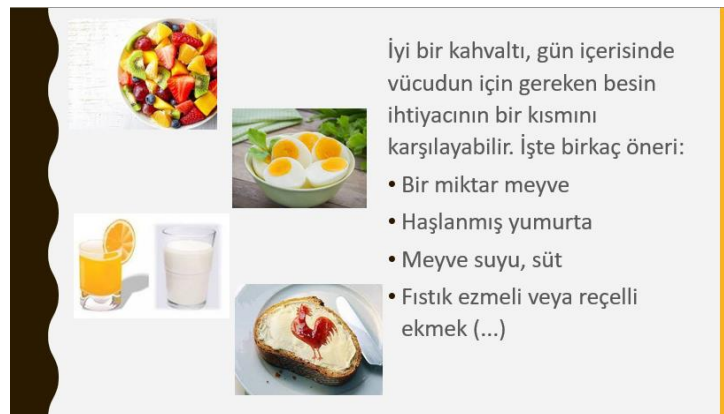 İyi bir kahvaltı, gün içerisinde
vücudun için gereken besin
ihtiyacının bir kısmını
karşılayabilir. İşte birkaç öneri:
• Bir miktar meyve
• Haşlanmış yumurta
• Meyve suyu, süt
• Fıstık ezmeli veya reçelli
ekmek (...)